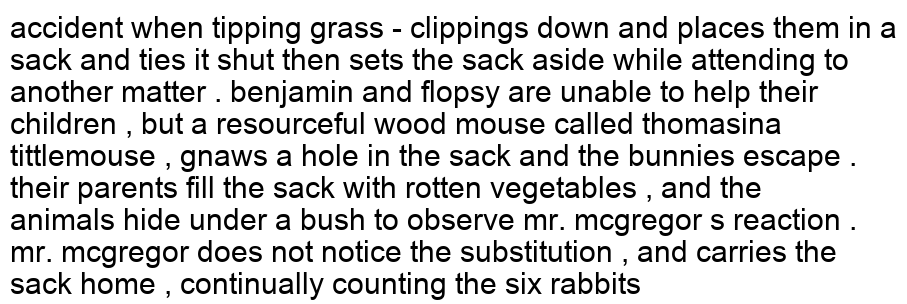 accident when tipping grass - clippings down and places them in a
sack and ties it shut then sets the sack aside while attending to
another matter . benjamin and flopsy are unable to help their
children , but a resourceful wood mouse called thomasina
tittlemouse , gnaws a hole in the sack and the bunnies escape .
their parents fill the sack with rotten vegetables , and the
animals hide under a bush to observe mr. mcgregor s reaction .
mr. mcgregor does not notice the substitution , and carries the
sack home , continually counting the six rabbits